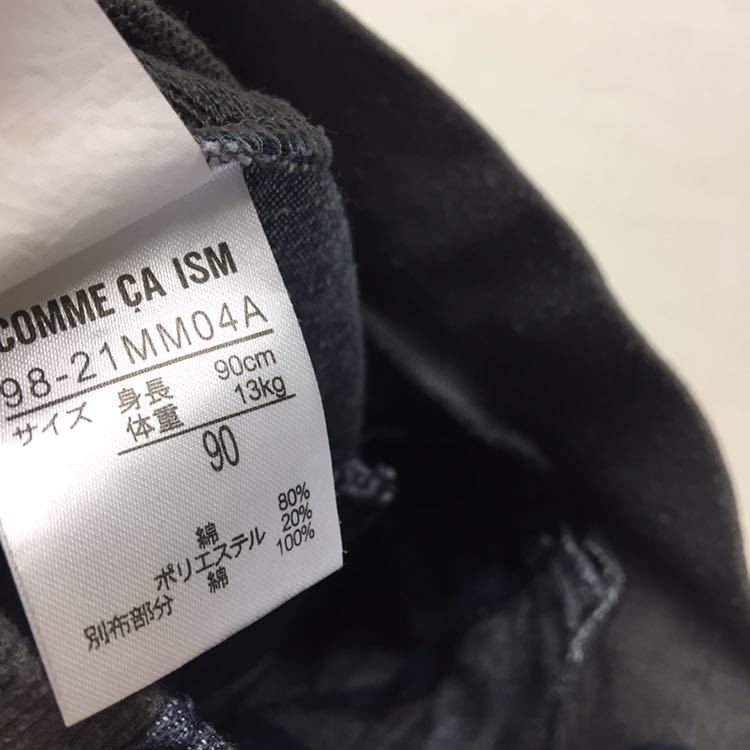 COMME ÇA ISM
98-21MM04A
サイズ 身長 90cm
体重 13kg
90
綿 80%
ポリエステル 20%
別布部分 綿 100%